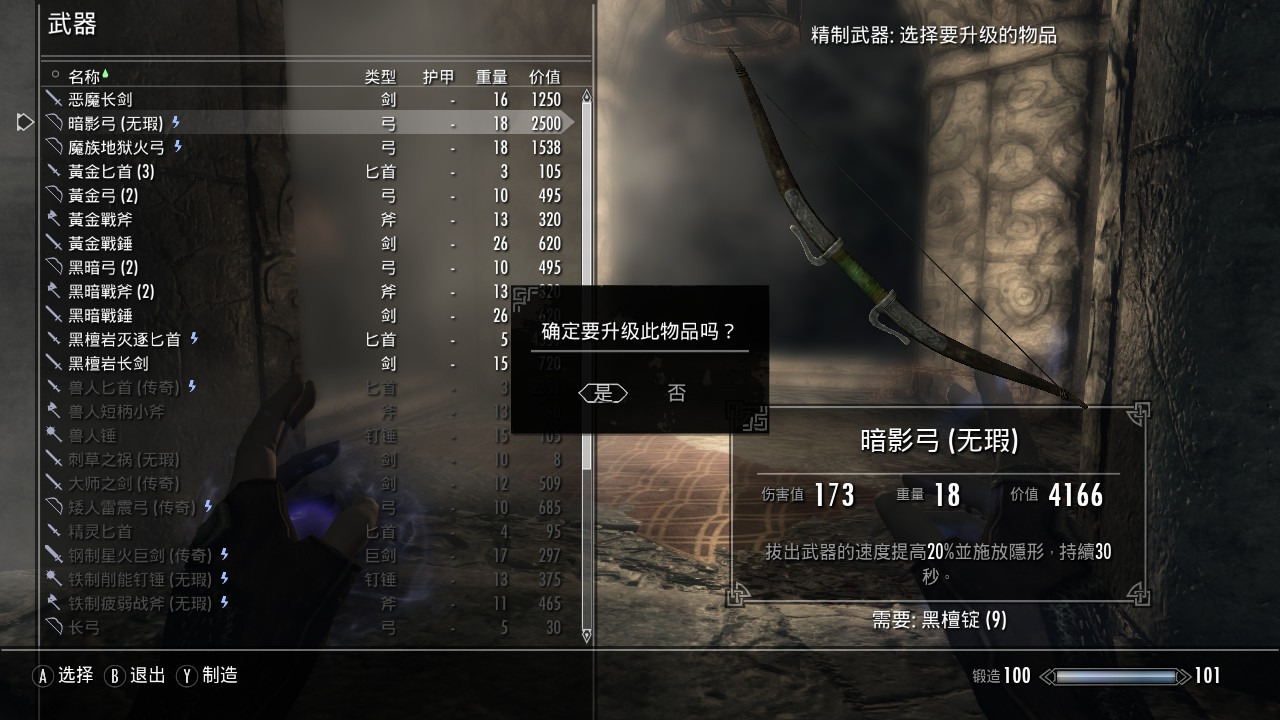 武器
精制武器: 选择要升级的物品
名称 类型 护甲 重量 价值
恶魔长剑 剑 - 16 1250
暗影弓 (无瑕) 弓 - 18 2500
魔族地獄火弓 弓 - 18 1538
黃金匕首 (3) 匕首 - 3 105
黃金弓 (2) 弓 - 10 495
黃金戰斧 斧 - 13 320
黃金戰錘 剑 - 26 620
黑暗弓 (2) 弓 - 10 495
黑暗戰斧 (2) 斧 - 13
黑暗戰錘 剑 - 26
黑檀岩灭逐匕首 匕首 - 5
黑檀岩长剑 剑 - 15 720
兽人匕首 (传奇) 匕首 - 3
兽人短柄小斧 斧 - 13
兽人锤 钉锤 - 15 105
刺草之祸 (无瑕) 剑 - 10 8
大师之剑 (传奇) 剑 - 12 509
矮人雷震弓 (传奇) 弓 - 10 685
精灵匕首 匕首 - 4 95
钢制星火巨剑 (传奇) 巨剑 - 17 297
铁制削能钉锤 (无瑕) 钉锤 - 13 375
铁制疲弱战斧 (无瑕) 斧 - 11 465
长弓 弓 - 5 30
确定要升级此物品吗？
是 否
暗影弓 (无瑕)
伤害值 173 重量 18 价值 4166
拔出武器的速度提高20%並施放隱形，持續30
秒。
需要: 黑檀锭 (9)
A 选择 B 退出 Y 制造
锻造 100 101